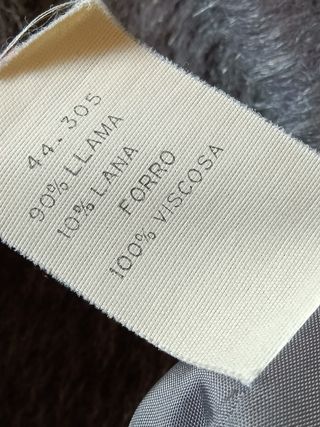 44-305
90% LLAMA
10% LANA
FORRO
100% VISCOSA